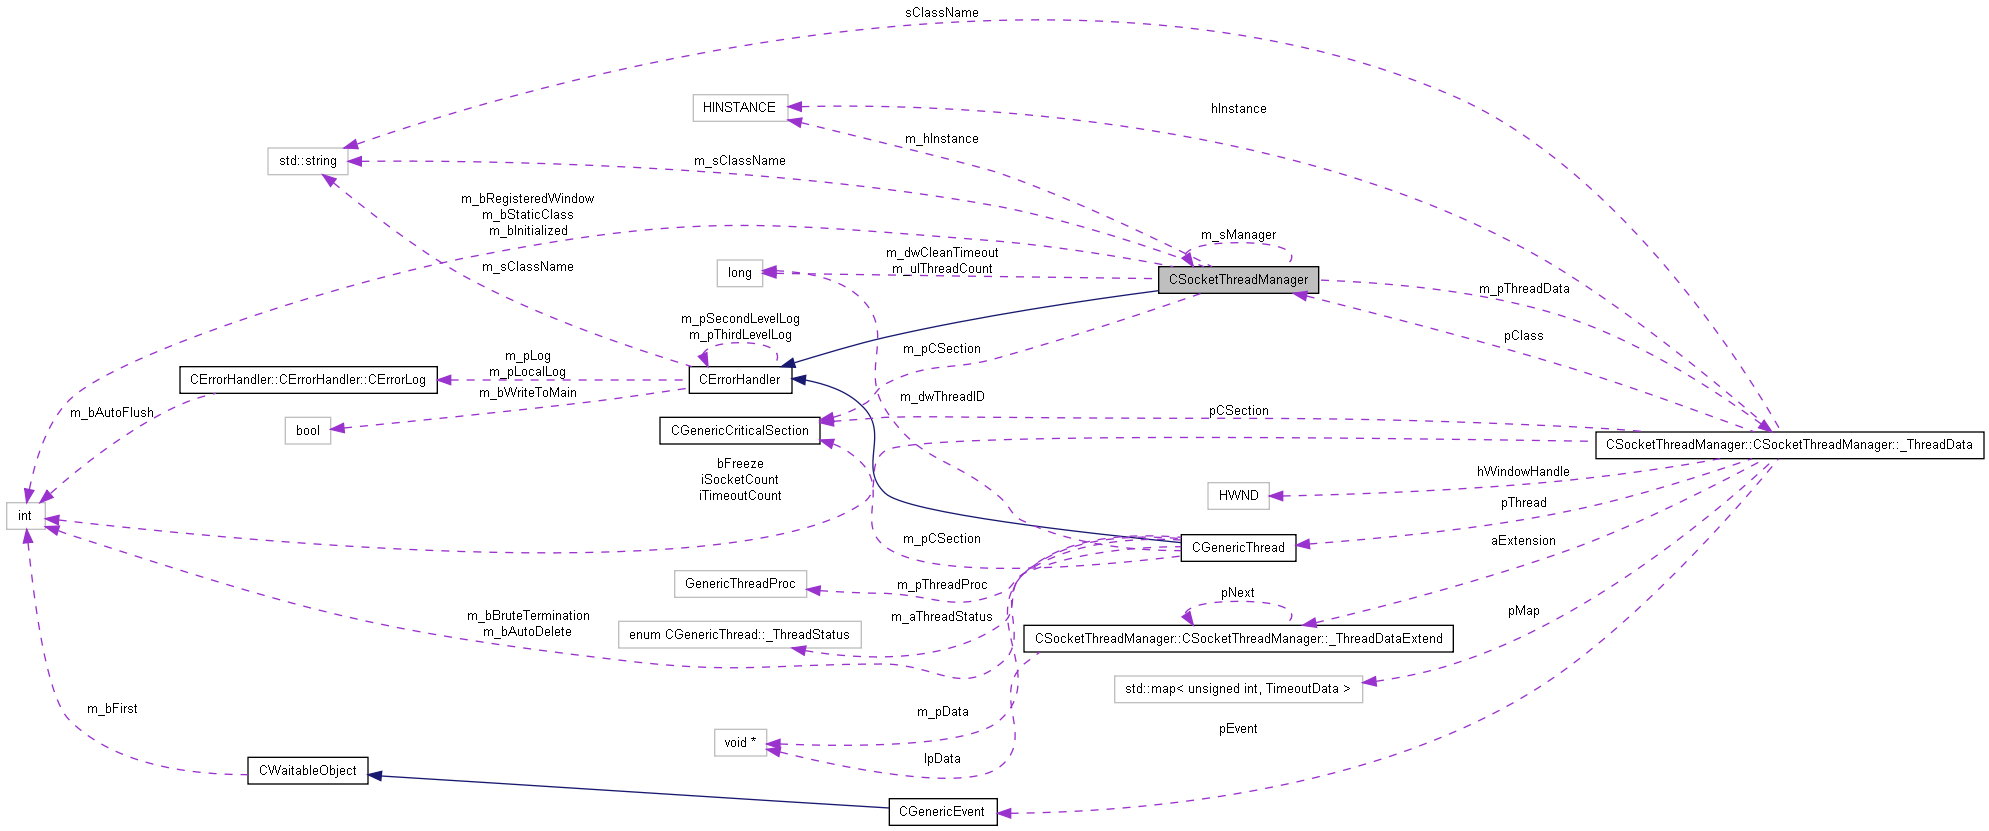 sClassName
HINSTANCE
hInstance
m_hInstance
std::string
m_sClassName
m_bRegisteredWindow
m_bStaticClass
m_bInitialized
m_sManager
m_sClassName
m_dwCleanTimeout
m_ulThreadCount
long
CSocketThreadManager
m_pThreadData
m_pSecondLevelLog
m_pThirdLevelLog
pClass
m_pCSection
m_pLog
m_pLocalLog
CErrorHandler::CErrorHandler::CErrorLog
CErrorHandler
m_bWriteToMain
m_dwThreadID
m_bAutoFlush
pCSection
bool
CGenericCriticalSection
CSocketThreadManager::CSocketThreadManager::_ThreadData
bFreeze
iSocketCount
iTimeoutCount
hWindowHandle
HWND
pThread
int
m_pCSection
aExtension
CGenericThread
GenericThreadProc
m_pThreadProc
pNext
m_bBruteTermination
m_bAutoDelete
m_aThreadStatus
pMap
enum CGenericThread::_ThreadStatus
CSocketThreadManager::CSocketThreadManager::_ThreadDataExtend
std::map< unsigned int, TimeoutData >
m_bFirst
m_pData
pEvent
void *
lpData
CWaitableObject
CGenericEvent